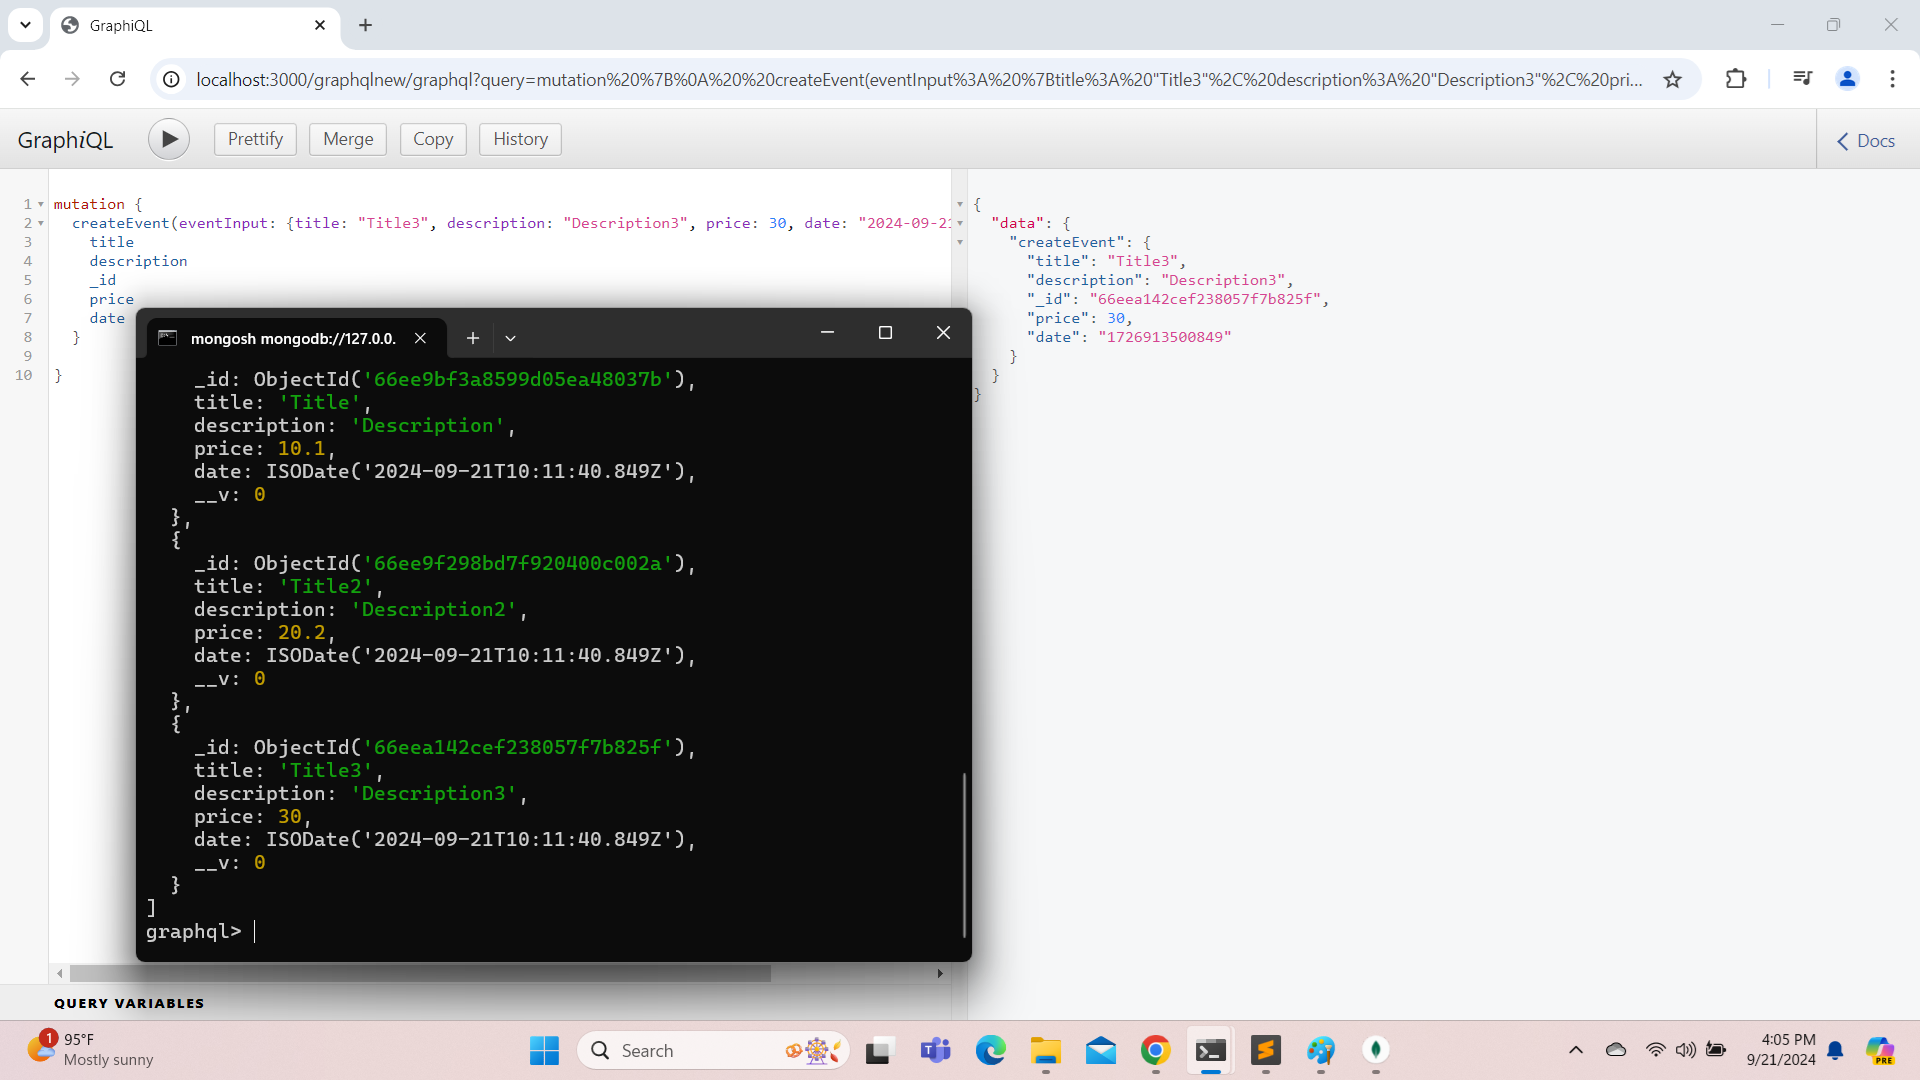 GraphiQL
localhost:3000/graphqlnew/graphql?query=mutation%20%7B%0A%20%20createEvent(eventInput%3A%20%7Btitle%3A%20"Title3"%2C%20description%3A%20"Description3"%2C%20pri...
GraphiQL
Prettify
Merge
Copy
History
Docs
1 mutation {
2 createEvent(eventInput: {title: "Title3", description: "Description3", price: 30, date: "2024-09-21
3 title
4 description
5 _id
6 price
7 date
8 }
9
10 }
{
"data": {
"createEvent": {
"title": "Title3",
"description": "Description3",
"_id": "66eea142cef238057f7b825f",
"price": 30,
"date": "1726913500849"
}
}
}
mongosh mongodb://127.0.0.
_id: ObjectId('66ee9bf3a8599d05ea48037b'),
title: 'Title',
description: 'Description',
price: 10.1,
date: ISODate('2024-09-21T10:11:40.849Z'),
__v: 0
},
{
_id: ObjectId('66ee9f298bd7f920400c002a'),
title: 'Title2',
description: 'Description2',
price: 20.2,
date: ISODate('2024-09-21T10:11:40.849Z'),
__v: 0
},
{
_id: ObjectId('66eea142cef238057f7b825f'),
title: 'Title3',
description: 'Description3',
price: 30,
date: ISODate('2024-09-21T10:11:40.849Z'),
__v: 0
}
]
graphql>
QUERY VARIABLES
1
95°F
Mostly sunny
Search
4:05 PM
9/21/2024
PRE